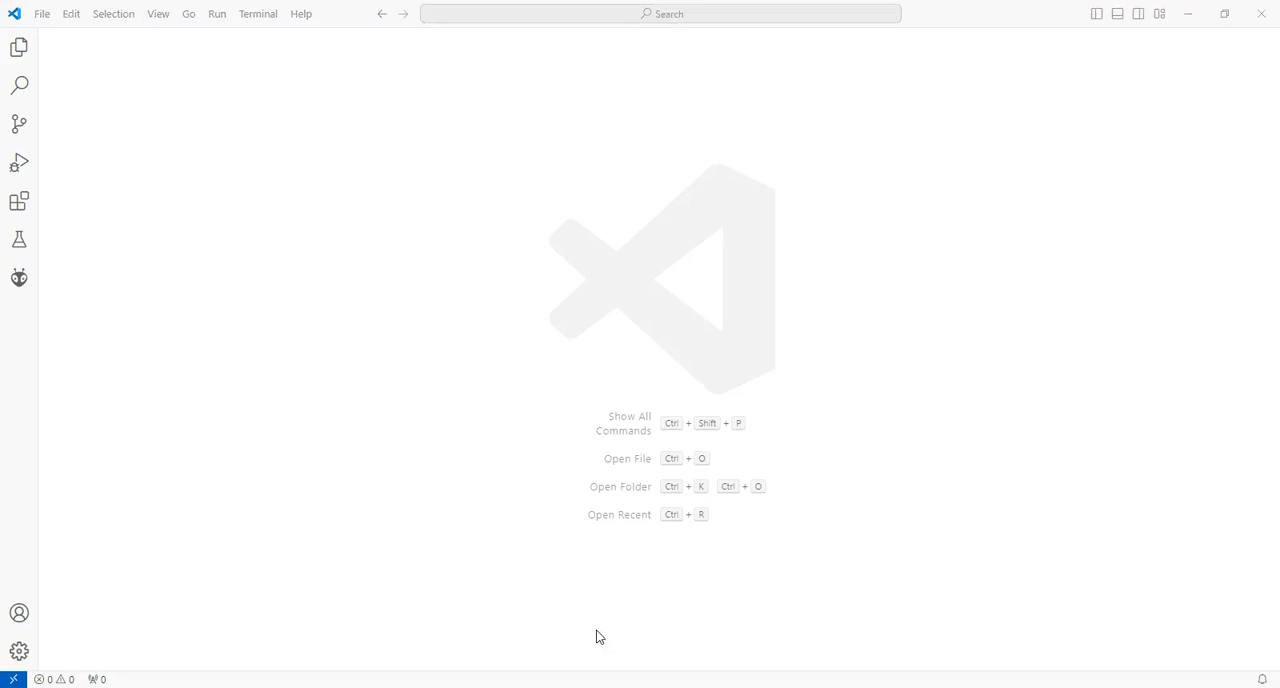 File Edit Selection View Go Run Terminal Help
Search
Show All
Commands
Ctrl + Shift + P
Open File Ctrl + O
Open Folder Ctrl + K Ctrl + O
Open Recent Ctrl + R
0 0 0